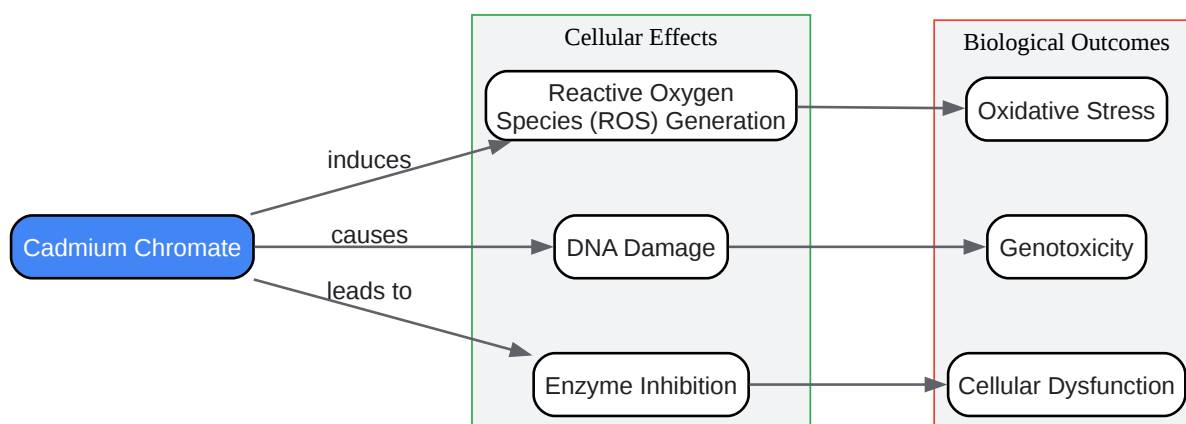 Cellular Effects
Biological Outcomes
Reactive Oxygen
Species (ROS) Generation
Oxidative Stress
induces
Cadmium Chromate
causes
DNA Damage
Genotoxicity
leads to
Enzyme Inhibition
Cellular Dysfunction